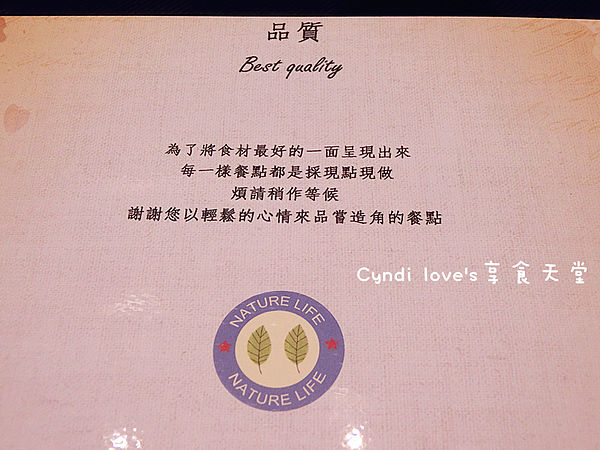 品質
Best quality
為了將食材最好的一面呈現出來
每一樣餐點都是採現點現做
煩請稍作等候
謝謝您以輕鬆的心情來品嘗造角的餐點
Cyndi love's享食天堂
NATURE LIFE
NATURE LIFE